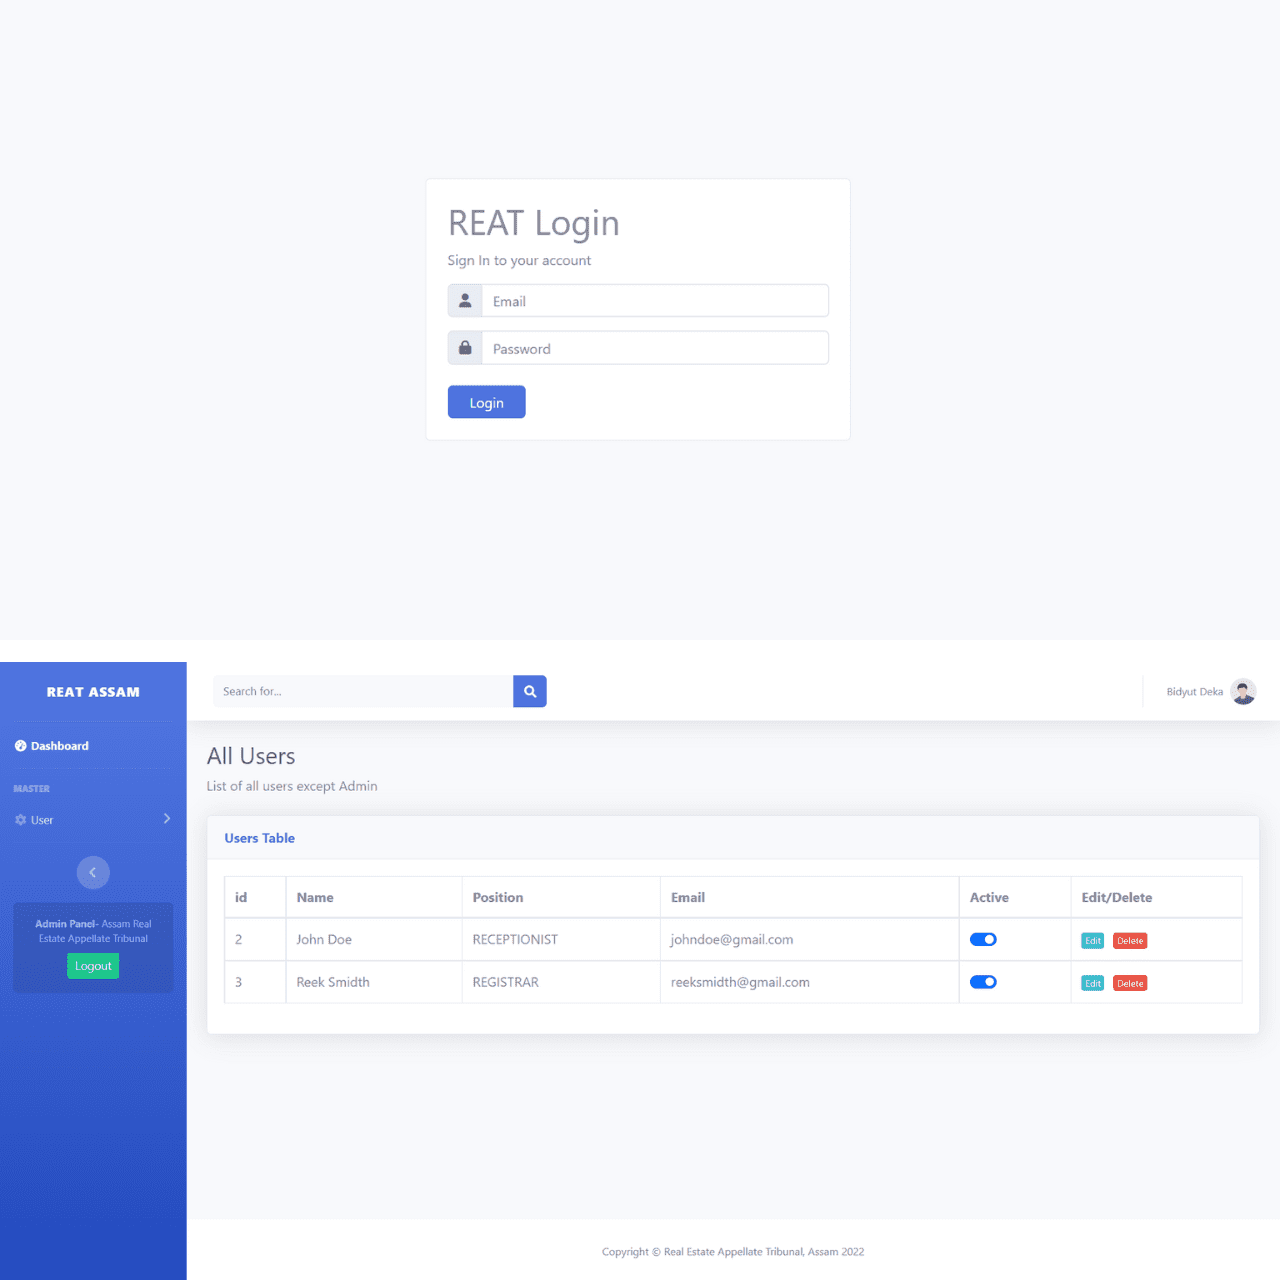 REAT Login
Sign In to your account
Email
Password
Login
REAT ASSAM
Search for...
Bidyut Deka
Dashboard
MASTER
User
Admin Panel- Assam Real
Estate Appellate Tribunal
Logout
All Users
List of all users except Admin
Users Table
id Name Position Email Active Edit/Delete
2 John Doe RECEPTIONIST johndoe@gmail.com Edit Delete
3 Reek Smidth REGISTRAR reeksmidth@gmail.com Edit Delete
Copyright © Real Estate Appellate Tribunal, Assam 2022